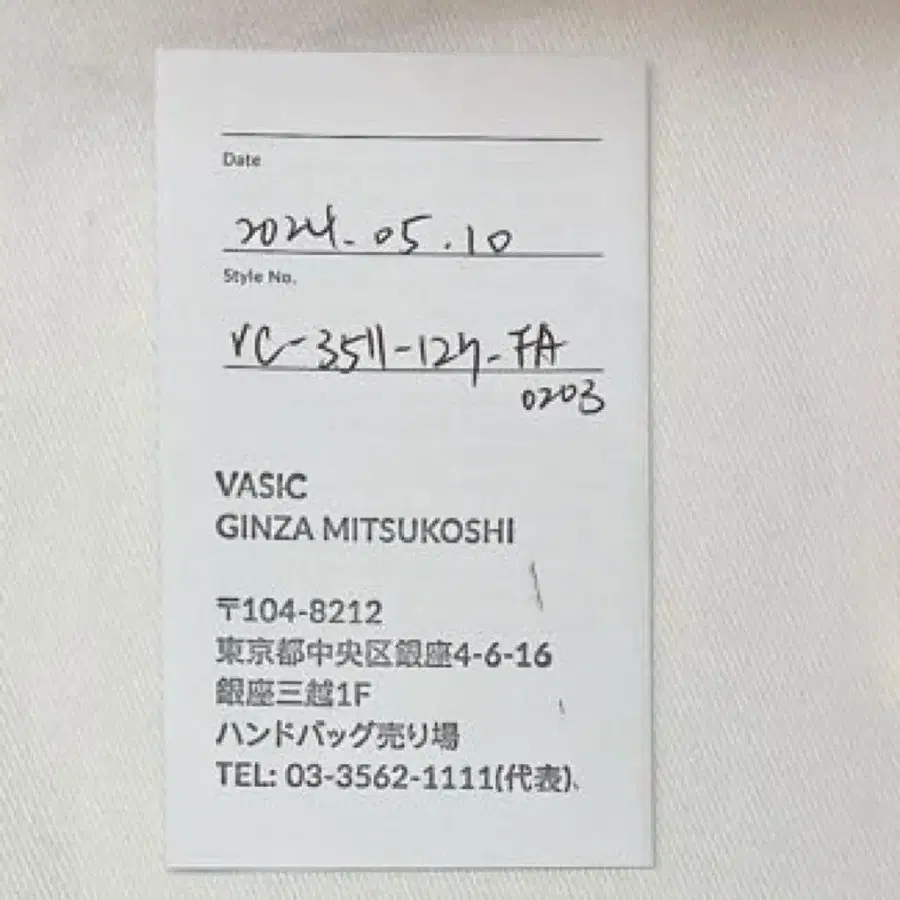 Date
2024.05.10
Style No.
VC-3511-127-FA
0203
VASIC
GINZA MITSUKOSHI
〒104-8212
東京都中央区銀座4-6-16
銀座三越1F
ハンドバッグ売り場
TEL: 03-3562-1111(代表)